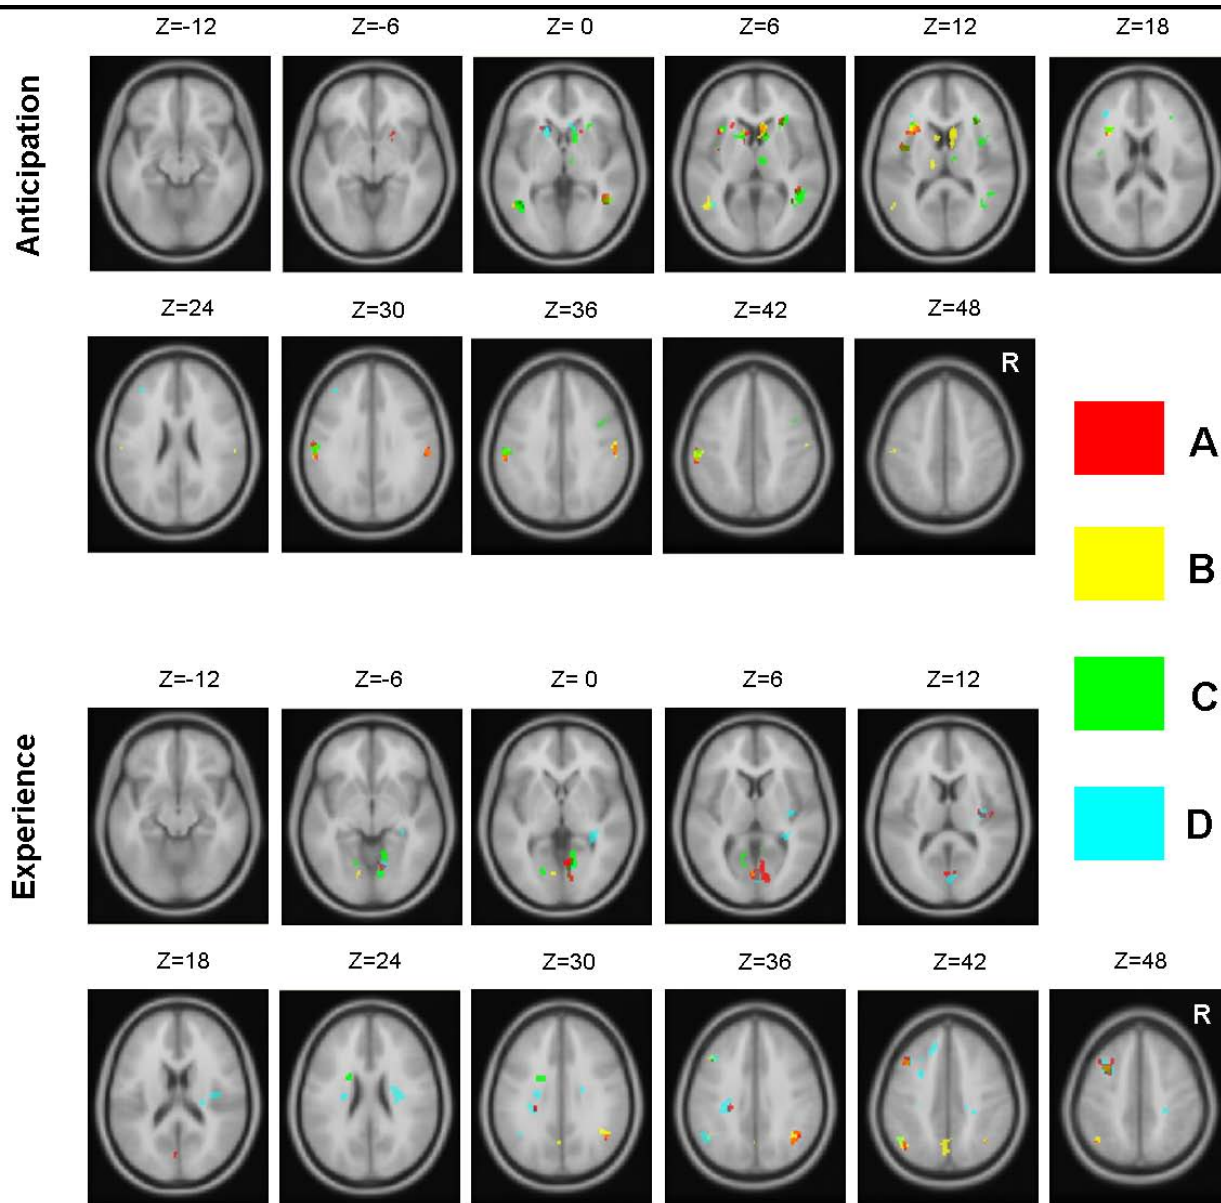 Z=-12 Z=-6 Z= 0 Z=6 Z=12 Z=18
Anticipation
Z=24 Z=30 Z=36 Z=42 Z=48
R
A
B
C
D
Z=-12 Z=-6 Z= 0 Z=6 Z=12
Experience
Z=18 Z=24 Z=30 Z=36 Z=42 Z=48
R